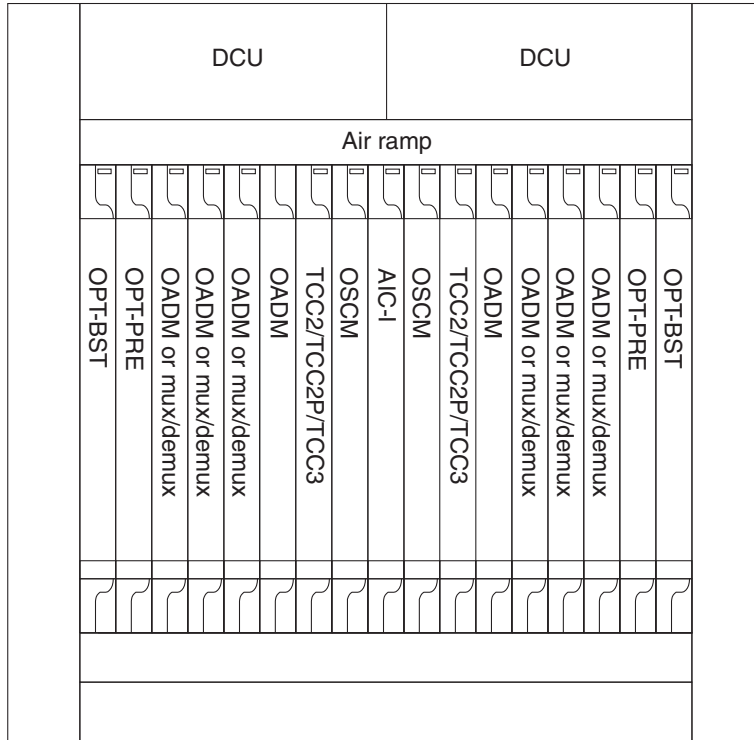 DCU
DCU
Air ramp
OPT-BST
OPT-PRE
OADM or mux/demux
OADM or mux/demux
OADM or mux/demux
OADM
TCC2/TCC2P/TCC3
OSCM
AIC-I
OSCM
TCC2/TCC2P/TCC3
OADM
OADM or mux/demux
OADM or mux/demux
OADM or mux/demux
OPT-PRE
OPT-BST